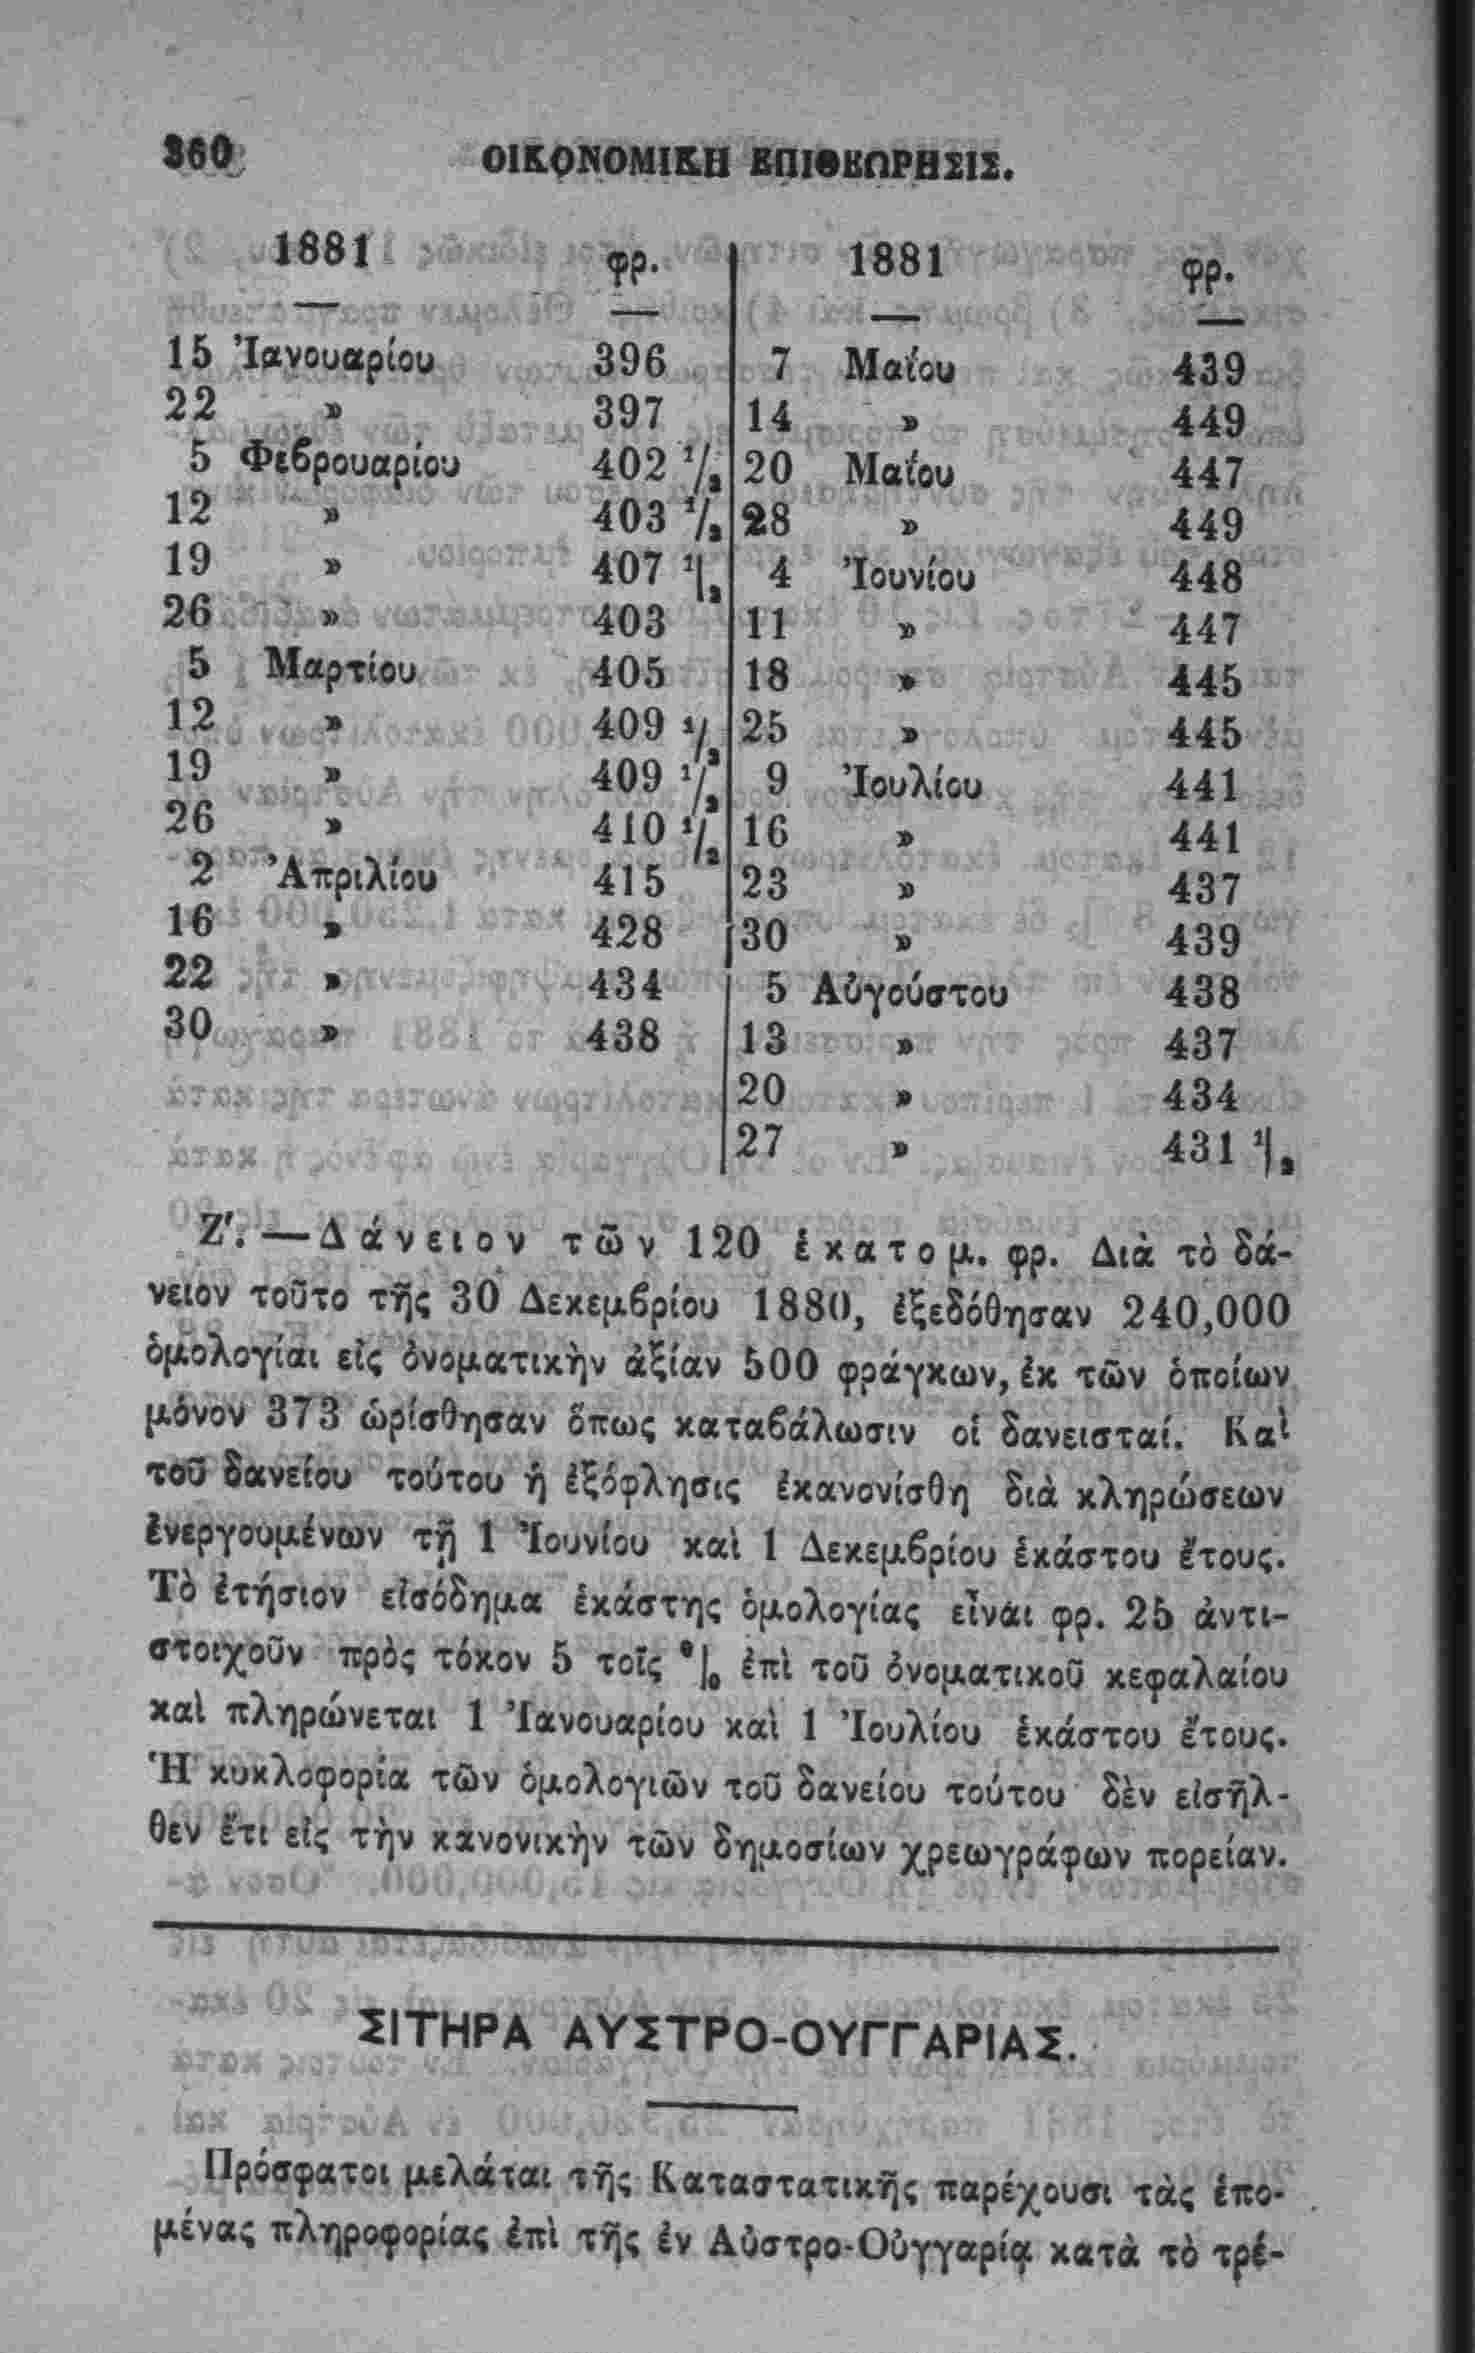 360 ΟΙΚΟΝΟΜΙΚΗ ΕΠΙΘΕΩΡΗΣΙΣ.
1881 φρ.
15 Ἰανουαρίου 396
22 » 397
5 Φεβρουαρίου 402 1/2
12 » 403 1/2
19 » 407 1/2
26 » 403
5 Μαρτίου 405
12 » 409 1/2
19 » 409 1/2
26 » 410 1/2
2 Ἀπριλίου 415
16 » 428
22 » 434
30 » 438
1881 φρ.
7 Μαΐου 439
14 » 449
20 Μαΐου 447
28 » 449
4 Ἰουνίου 448
11 » 447
18 » 445
25 » 445
9 Ἰουλίου 441
16 » 441
23 » 437
30 » 439
5 Αὐγούστου 438
13 » 437
20 » 434
27 » 431 1/2
Ζ΄.—Δάνειον τῶν 120 ἑκατομ. φρ. Διὰ τὸ δά-
νειον τοῦτο τῆς 30 Δεκεμβρίου 1880, ἐξεδόθησαν 240,000
ὁμολογίαι εἰς ὀνοματικὴν ἀξίαν 500 φράγκων, ἐκ τῶν ὁποίων
μόνον 373 ὡρίσθησαν ὅπως καταβάλωσιν οἱ δανεισταί. Καὶ
τοῦ δανείου τούτου ἡ ἐξόφλησις ἐκανονίσθη διὰ κληρώσεων
ἐνεργουμένων τῇ 1 Ἰουνίου καὶ 1 Δεκεμβρίου ἑκάστου ἔτους.
Τὸ ἐτήσιον εἰσόδημα ἑκάστης ὁμολογίας εἶναι φρ. 25 ἀντι-
στοιχοῦν πρὸς τόκον 5 τοῖς 0/0 ἐπὶ τοῦ ὀνοματικοῦ κεφαλαίου
καὶ πληρώνεται 1 Ἰανουαρίου καὶ 1 Ἰουλίου ἑκάστου ἔτους.
Ἡ κυκλοφορία τῶν ὁμολογιῶν τοῦ δανείου τούτου δὲν εἰσῆλ-
θεν ἔτι εἰς τὴν κανονικὴν τῶν δημοσίων χρεωγράφων πορείαν.
ΣΙΤΗΡΑ ΑΥΣΤΡΟ-ΟΥΓΓΑΡΙΑΣ.
Πρόσφατοι μελάται τῆς Καταστατικῆς παρέχουσι τὰς ἑπο-
μένας πληροφορίας ἐπὶ τῆς ἐν Αὐστρο-Οὐγγαρίᾳ κατὰ τὸ τρέ-